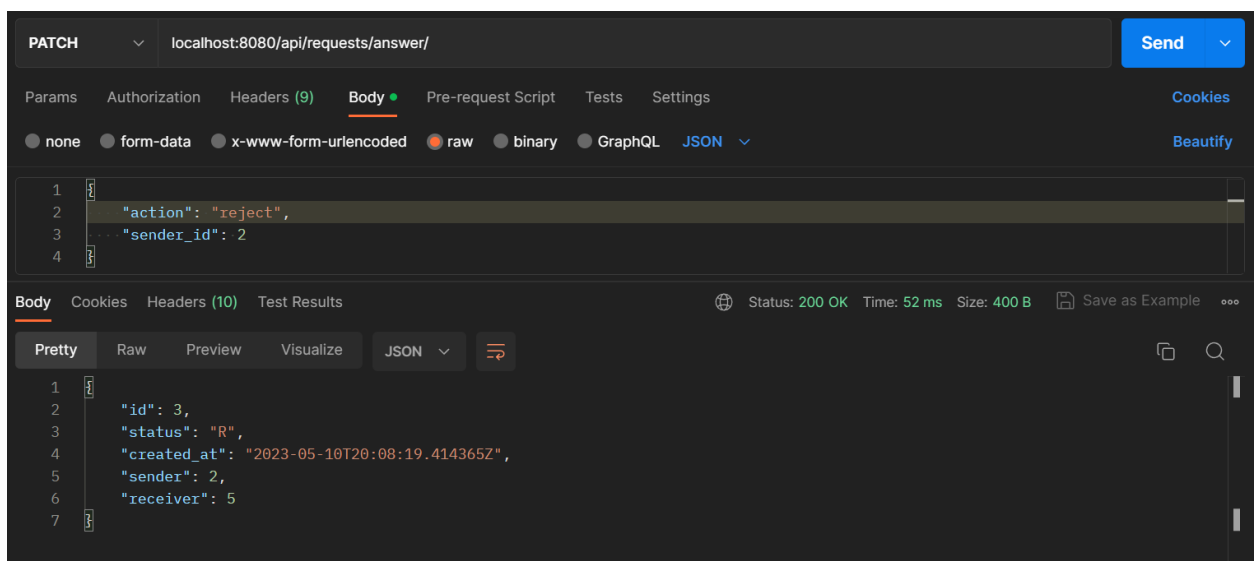 PATCH localhost:8080/api/requests/answer/ Send
Params Authorization Headers (9) Body Pre-request Script Tests Settings Cookies
none form-data x-www-form-urlencoded raw binary GraphQL JSON Beautify
1 {
2 "action": "reject",
3 "sender_id": 2
4 }
Body Cookies Headers (10) Test Results Status: 200 OK Time: 52 ms Size: 400 B Save as Example
Pretty Raw Preview Visualize JSON
1 {
2 "id": 3,
3 "status": "R",
4 "created_at": "2023-05-10T20:08:19.414365Z",
5 "sender": 2,
6 "receiver": 5
7 }